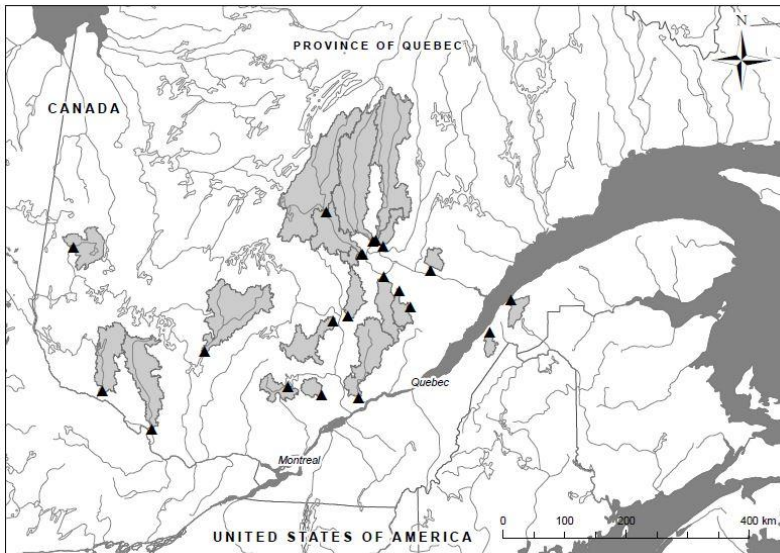 N
PROVINCE OF QUEBEC
CANADA
Quebec
Montreal
0 100 200 400 km
UNITED STATES OF AMERICA